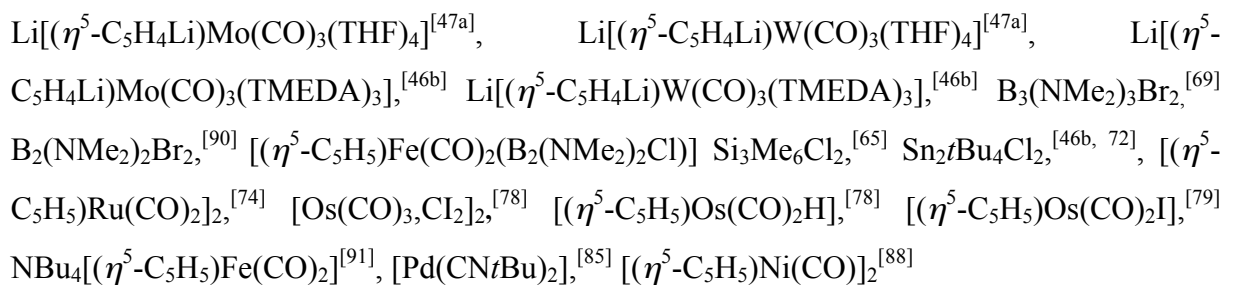 Li[(η⁵-C₅H₄Li)Mo(CO)₃(THF)₄]⁽⁴⁷ᵃ⁾, Li[(η⁵-C₅H₄Li)W(CO)₃(THF)₄]⁽⁴⁷ᵃ⁾, Li[(η⁵-
C₅H₄Li)Mo(CO)₃(TMEDA)₃],[46b] Li[(η⁵-C₅H₄Li)W(CO)₃(TMEDA)₃],[46b] B₃(NMe₂)₃Br₂,[69]
B₂(NMe₂)₂Br₂,[90] [(η⁵-C₅H₅)Fe(CO)₂(B₂(NMe₂)₂Cl)] Si₃Me₆Cl₂,[65] Sn₂tBu₄Cl₂,[46b, 72], [(η⁵-
C₅H₅)Ru(CO)₂]₂,[74] [Os(CO)₃,CI₂]₂,[78] [(η⁵-C₅H₅)Os(CO)₂H],[78] [(η⁵-C₅H₅)Os(CO)₂I],[79]
NBu₄[(η⁵-C₅H₅)Fe(CO)₂][91], [Pd(CNtBu)₂],[85] [(η⁵-C₅H₅)Ni(CO)]₂[88]